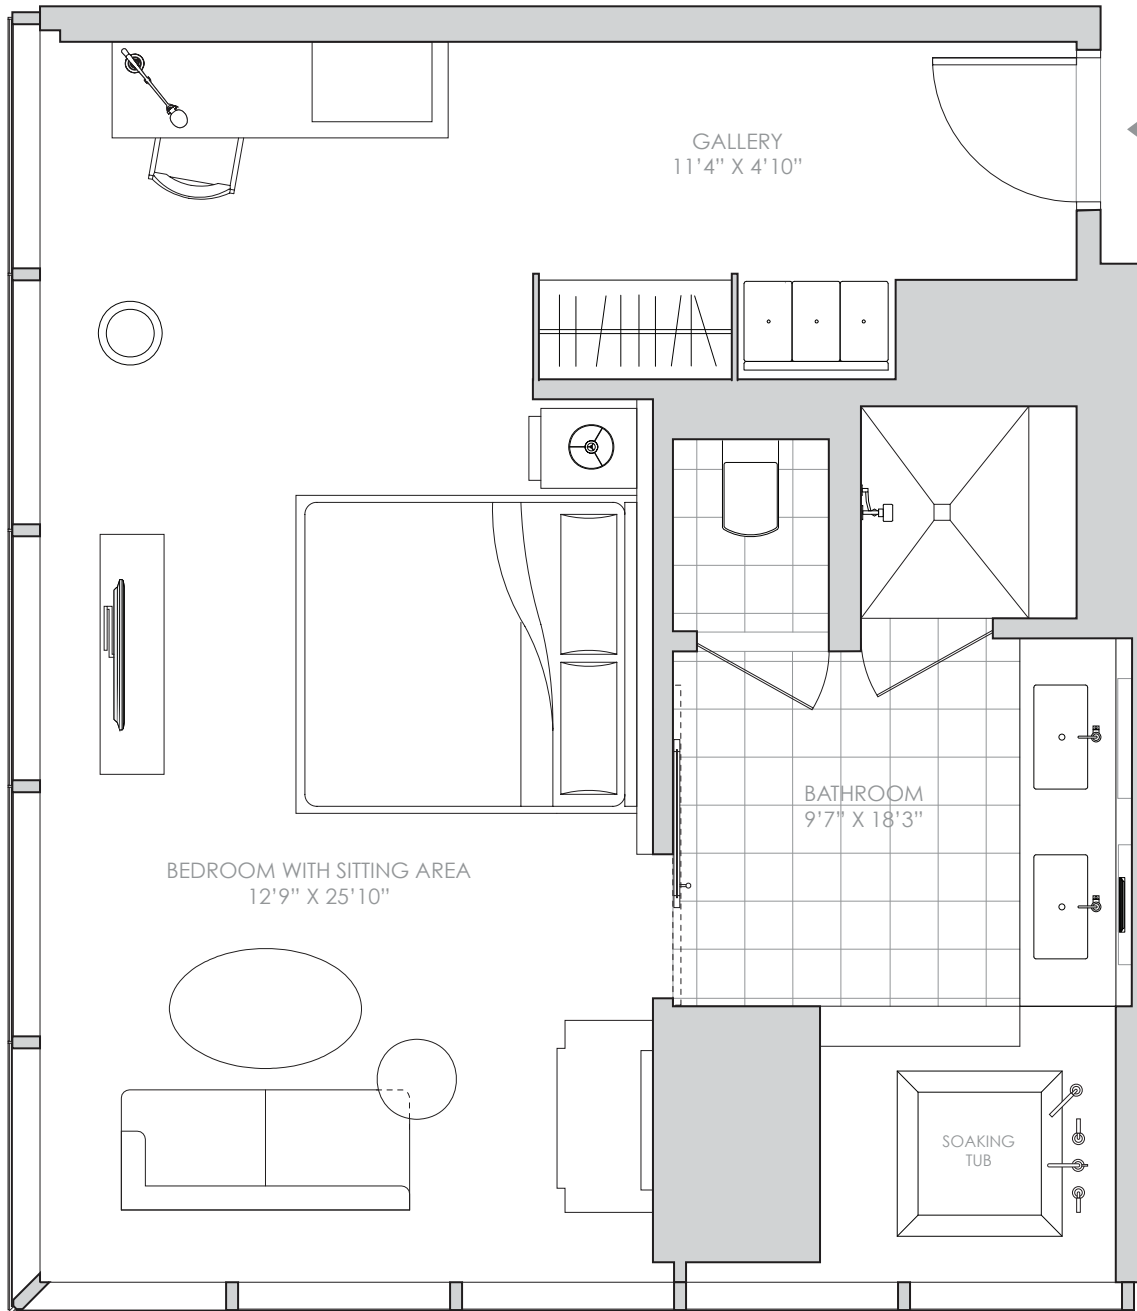 GALLERY
11’4” X 4’10”
BATHROOM
9’7” X 18’3”
BEDROOM WITH SITTING AREA
12’9” X 25’10”
SOAKING
TUB